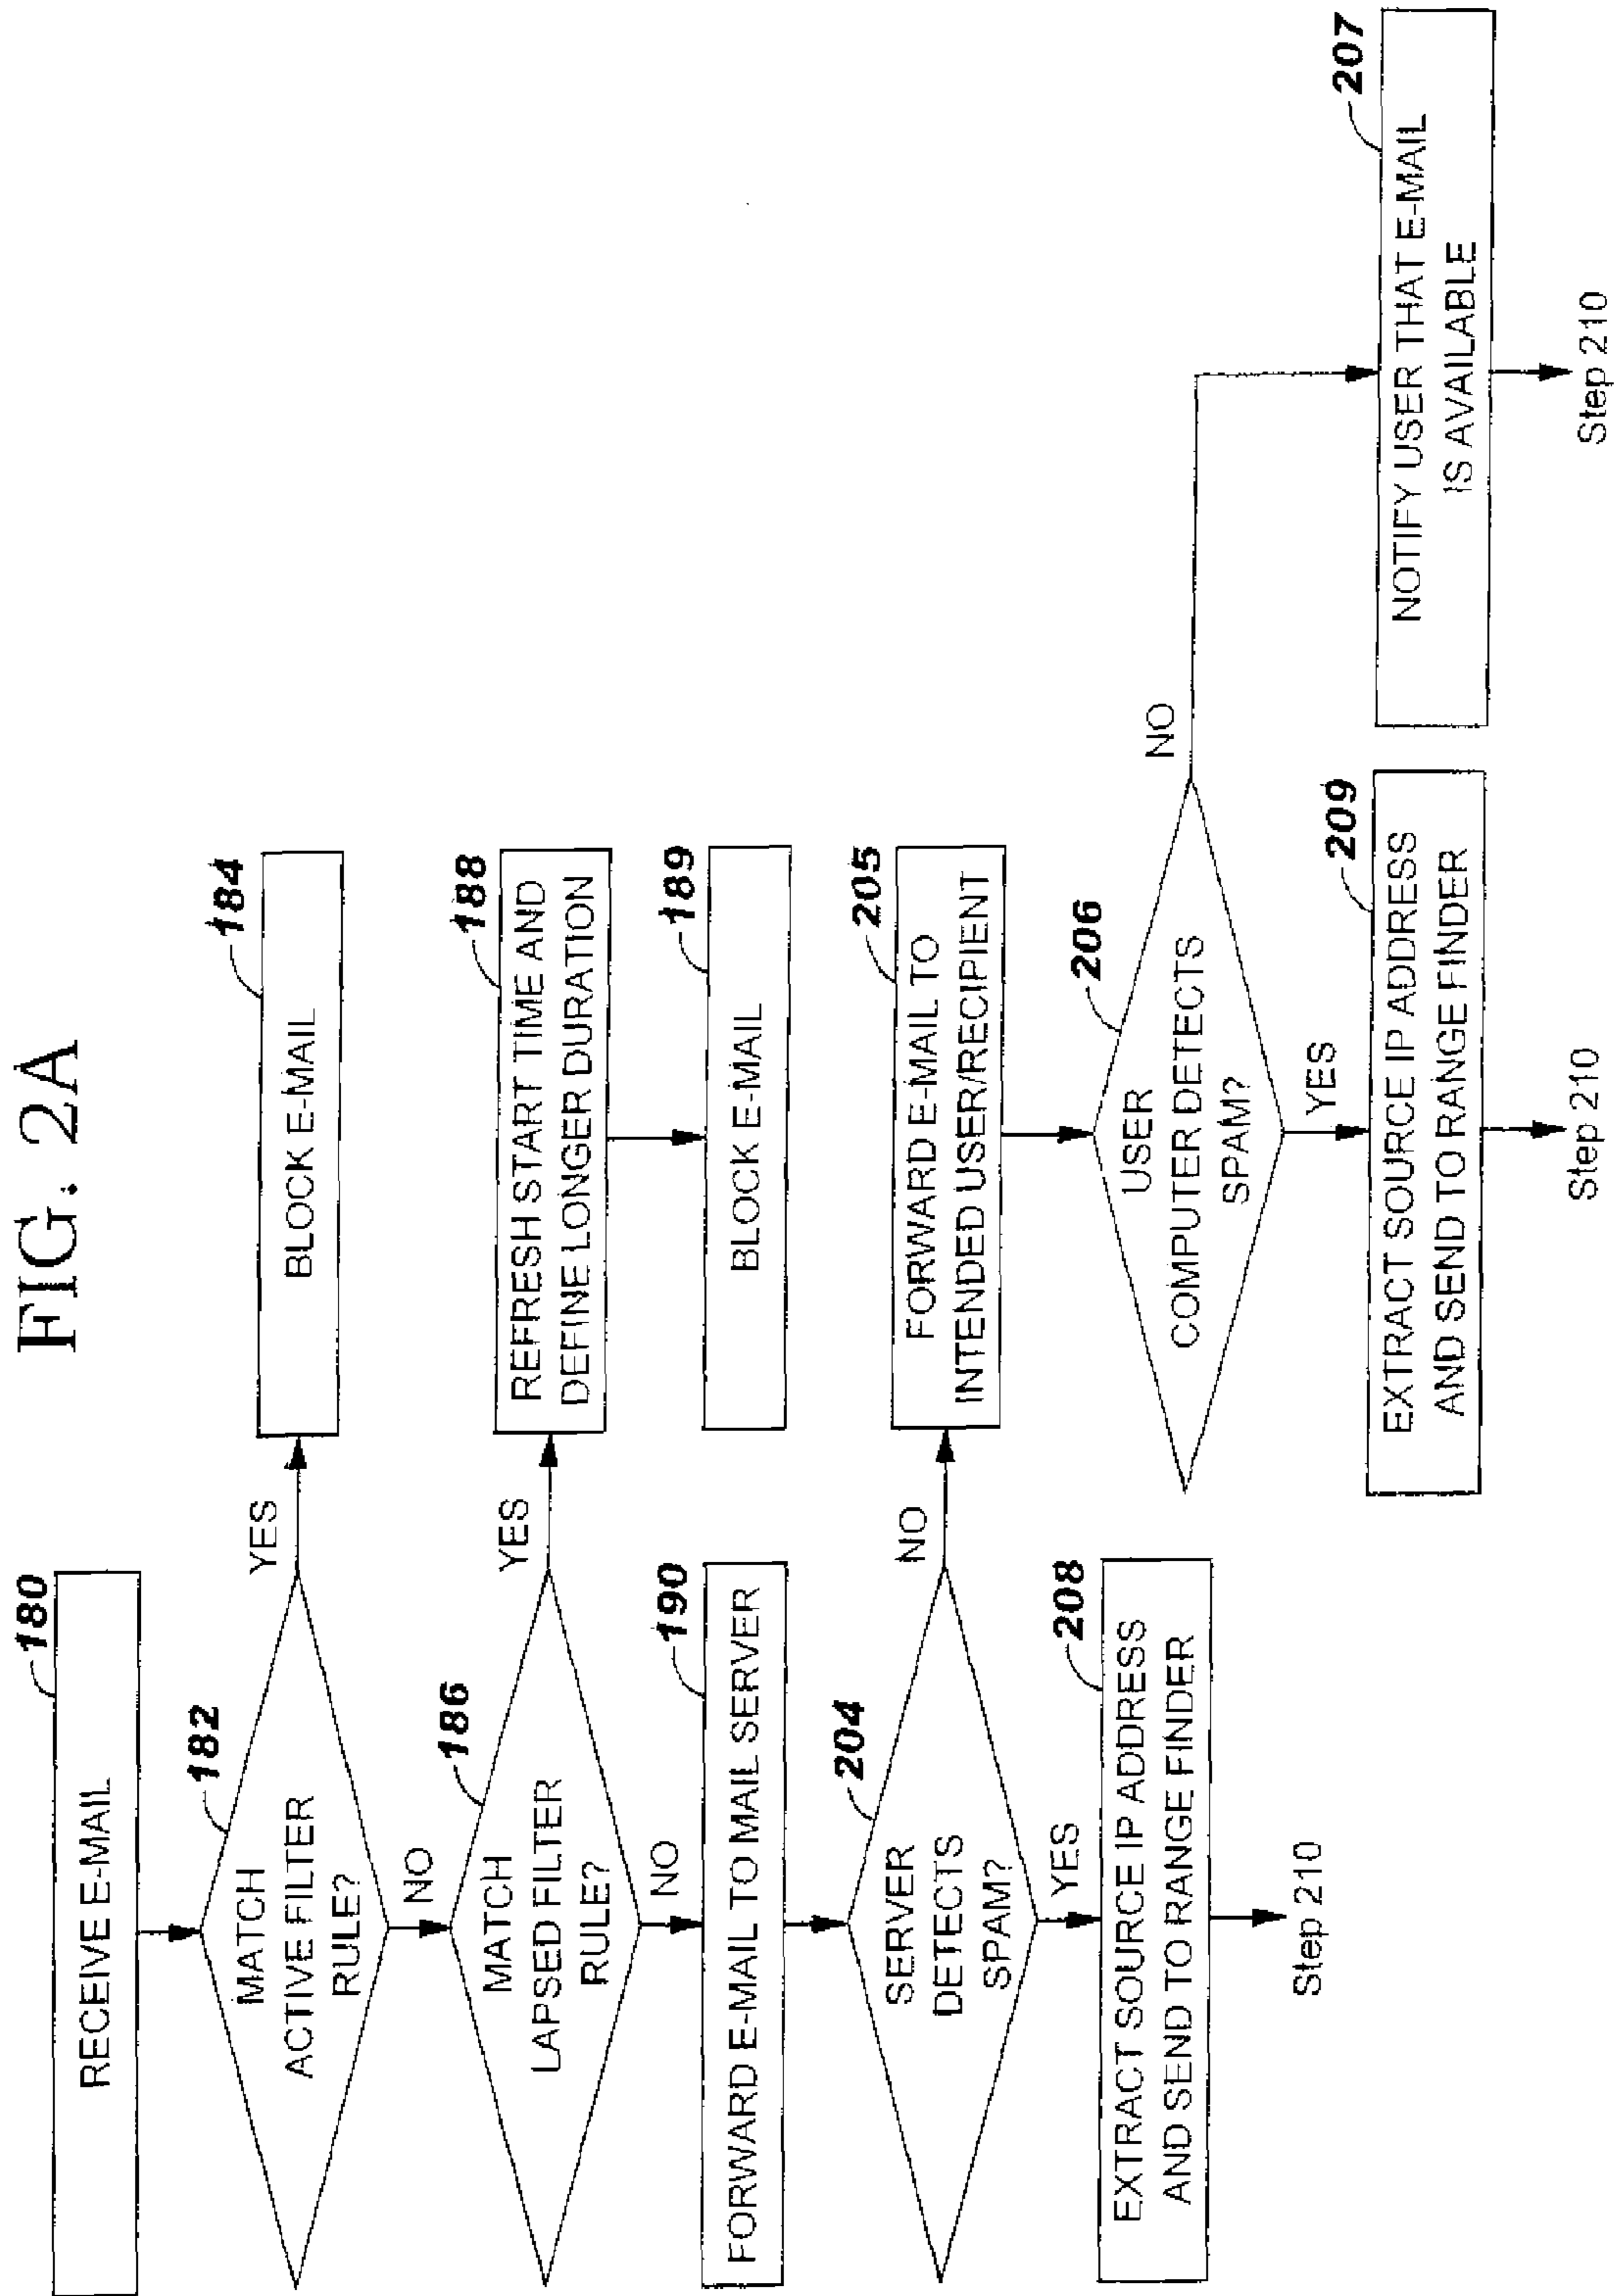 FIG. 2A
180
RECEIVE E-MAIL
182
MATCH
ACTIVE FILTER
RULE?
YES
184
BLOCK E-MAIL
NO
186
MATCH
LAPSED FILTER
RULE?
YES
188
REFRESH START TIME AND
DEFINE LONGER DURATION
189
BLOCK E-MAIL
NO
190
FORWARD E-MAIL TO MAIL SERVER
204
SERVER
DETECTS
SPAM?
NO
205
FORWARD E-MAIL TO
INTENDED USER/RECIPIENT
206
USER
COMPUTER DETECTS
SPAM?
NO
207
NOTIFY USER THAT E-MAIL
IS AVAILABLE
Step 210
YES
209
EXTRACT SOURCE IP ADDRESS
AND SEND TO RANGE FINDER
Step 210
YES
208
EXTRACT SOURCE IP ADDRESS
AND SEND TO RANGE FINDER
Step 210